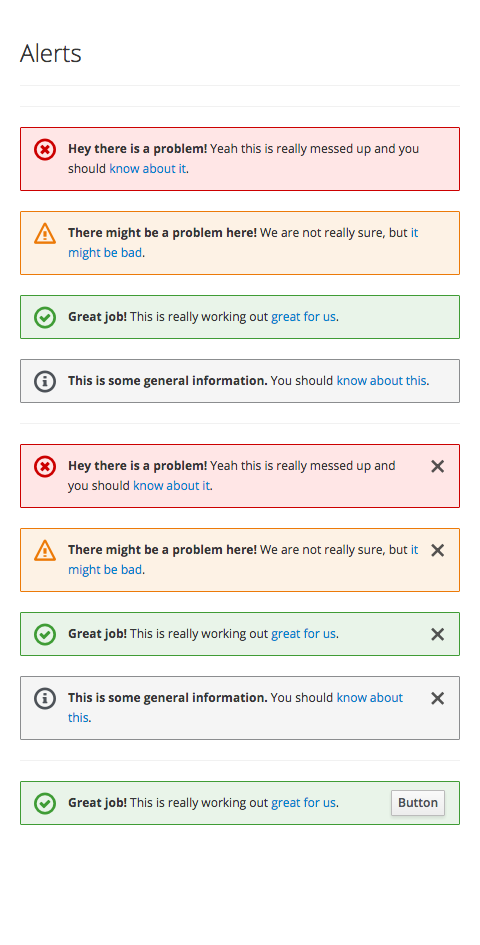 Alerts
Hey there is a problem! Yeah this is really messed up and you
should know about it.
There might be a problem here! We are not really sure, but it
might be bad.
Great job! This is really working out great for us.
This is some general information. You should know about this.
Hey there is a problem! Yeah this is really messed up and
you should know about it.
There might be a problem here! We are not really sure, but it
might be bad.
Great job! This is really working out great for us.
This is some general information. You should know about
this.
Great job! This is really working out great for us. Button